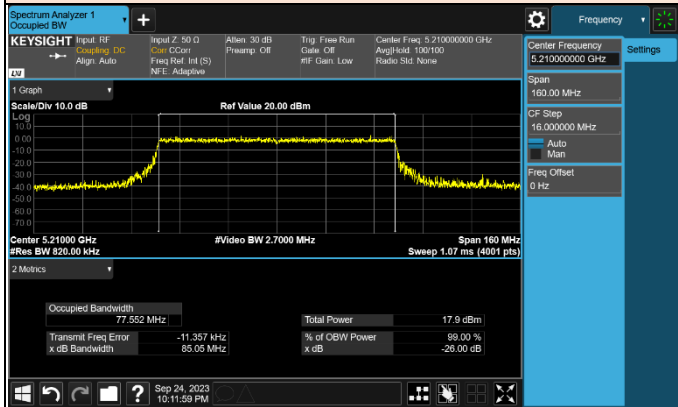 Spectrum Analyzer 1
Occupied BW
Frequency
KEYSIGHT
Input: RF
Coupling: DC
Align: Auto
Input Z: 50 Ω
Corr CCorr
Freq Ref: Int (S)
NFE: Adaptive
Atten: 30 dB
Preamp: Off
Trig: Free Run
Gate: Off
#IF Gain: Low
Center Freq: 5.210000000 GHz
Avg|Hold: 100/100
Radio Std: None
LXI
Center Frequency
5.210000000 GHz
Settings
Span
160.00 MHz
CF Step
16.000000 MHz
Auto
Man
Freq Offset
0 Hz
1 Graph
Scale/Div 10.0 dB
Ref Value 20.00 dBm
Log
10.0
0.00
-10.0
-20.0
-30.0
-40.0
-50.0
-60.0
-70.0
Center 5.21000 GHz
#Video BW 2.7000 MHz
Span 160 MHz
#Res BW 820.00 kHz
Sweep 1.07 ms (4001 pts)
2 Metrics
Occupied Bandwidth
77.552 MHz
Total Power 17.9 dBm
Transmit Freq Error -11.357 kHz
% of OBW Power 99.00 %
x dB Bandwidth 85.05 MHz
x dB -26.00 dB
?
Sep 24, 2023
10:11:59 PM